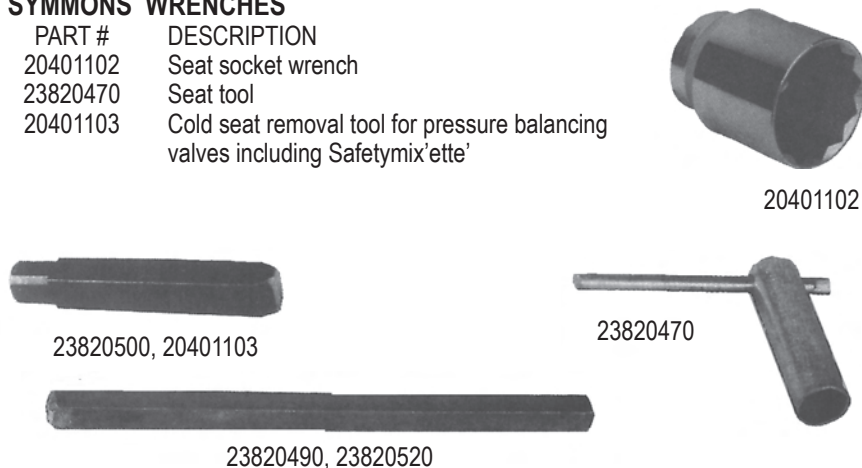 SYMMONS WRENCHES
PART # DESCRIPTION
20401102 Seat socket wrench
23820470 Seat tool
20401103 Cold seat removal tool for pressure balancing
valves including Safetymix'ette'
20401102
23820500, 20401103
23820470
23820490, 23820520